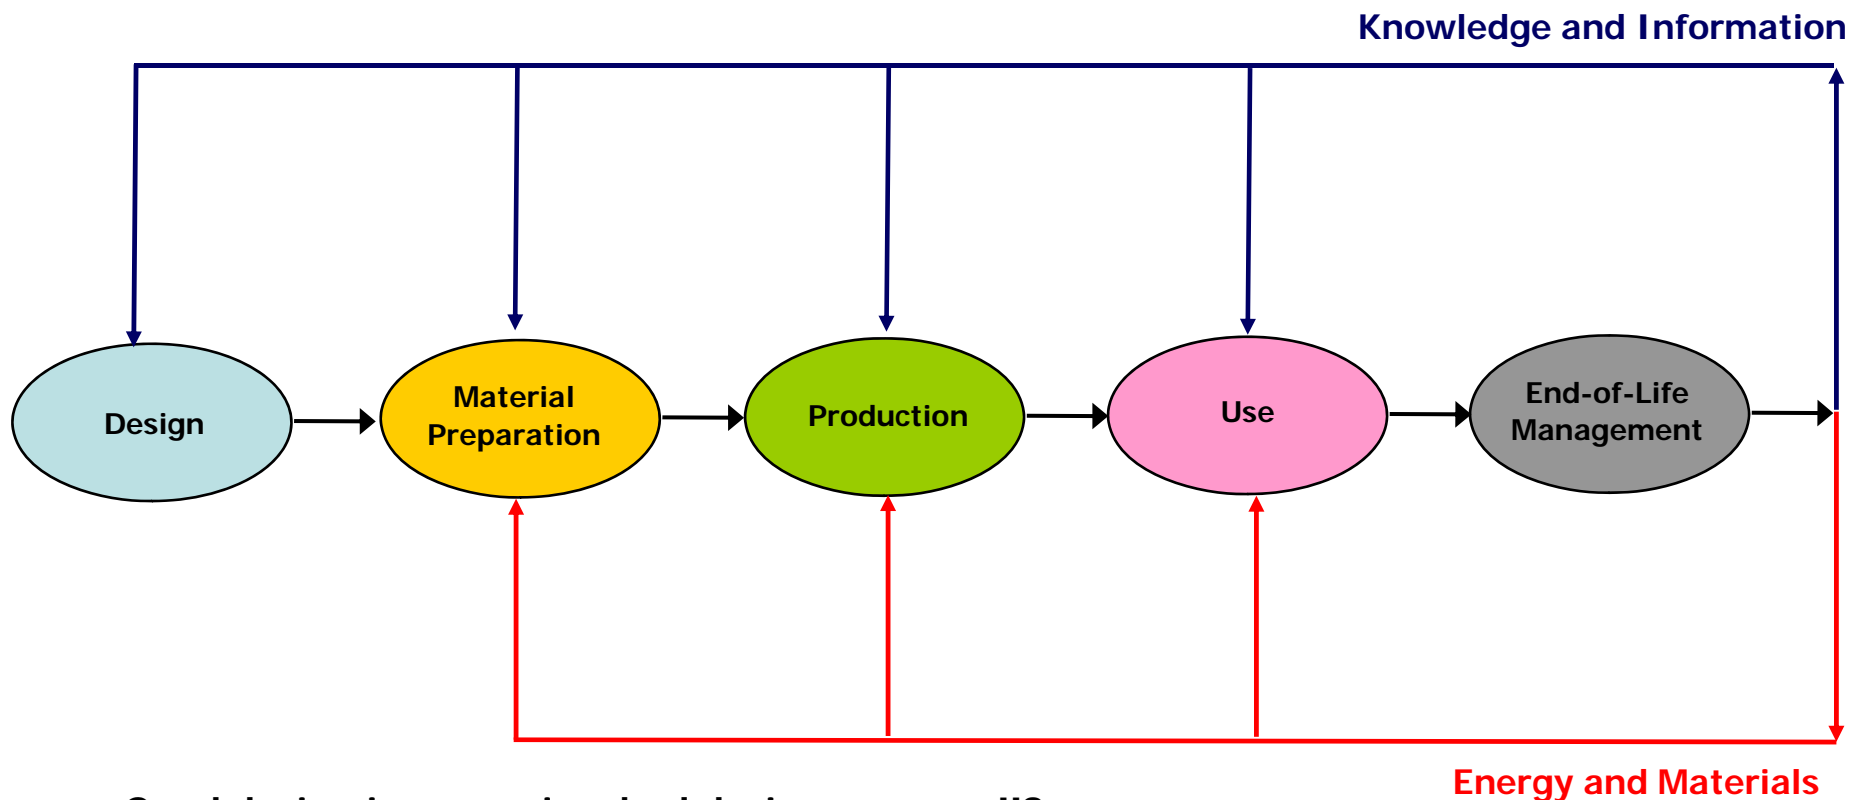 Knowledge and Information
Design
Material
Preparation
Production
Use
End-of-Life
Management
Energy and Materials